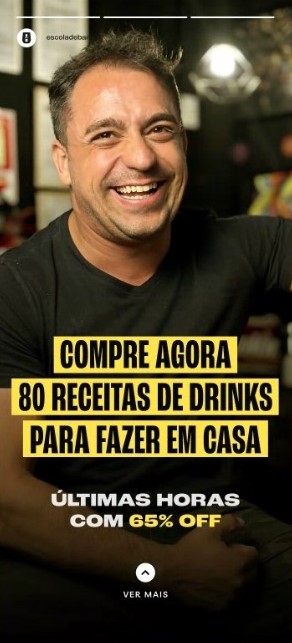 escoladebar
COMPRE AGORA
80 RECEITAS DE DRINKS
PARA FAZER EM CASA
ÚLTIMAS HORAS
COM 65% OFF
VER MAIS